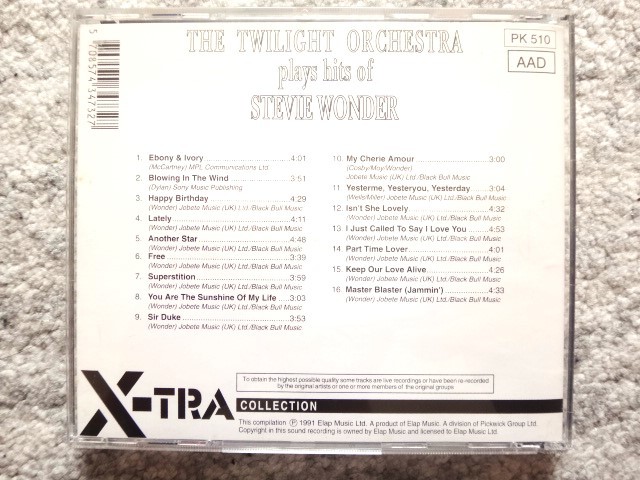 THE TWILIGHT ORCHESTRA
plays hits of
STEVIE WONDER
PK 510
AAD
5 708574 347327
1. Ebony & Ivory 4:01
(McCartney) MPL Communications Ltd
2. Blowing In The Wind 3:51
(Dylan) Sony Music Pubishing
3. Happy Birthday 4:29
(Wonder) Jobete Music (UK) Ltd./Black Bull Music
4. Lately 4:11
(Wonder) Jobete Music (UK) Ltd./Black Bull Music
5. Another Star 4:48
(Wonder) Jobete Music (UK) Ltd./Black Bull Music
6. Free 3:39
(Wonder) Jobete Music (UK) Ltd./Black Bull Music
7. Superstition 3:59
(Wonder) Jobete Music (UK) Ltd./Black Bull Music
8. You Are The Sunshine Of My Life 3:03
(Wonder) Jobete Music (UK) Ltd./Black Bull Music
9. Sir Duke 3:53
(Wonder) Jobete Music (UK) Ltd./Black Bull Music
10. My Cherie Amour 3:00
(Cosby/Moy/Wonder)
Jobete Music (UK) Ltd./Black Bull Music
11 Yesterme, Yesteryou, Yesterday 3:04
(Wells/Miller) Jobete Music (UK) Ltd./Black Bull Music
12. Isn't She Lovely 4:32
(Wonder) Jobete Music (UK) Ltd./Black Bull Music
13. I Just Called To Say I Love You 4:53
(Wonder) Jobete Music (UK) Ltd./Black Bull Music
14 Part Time Lover 4:01
(Wonder) Jobete Music (UK) Ltd./Black Bull Music
15. Keep Our Love Alive 4:26
(Wonder) Jobete Music (UK) Ltd./Black Bull Music
16. Master Blaster (Jammin') 4:33
(Wonder) Jobete Music (UK) Ltd./Black Bull Music
To obtain the highest possible quality some tracks are live recordings or have been re-recorded
by the original artists or one or more members of the original groups
X-TRA
COLLECTION
This compilation Ⓟ 1991 Elap Music Ltd. A product of Elap Music. A division of Pickwick Group Ltd.
Copyright in this sound recording is owned by Elap Music and licensed to Elap Music Ltd.